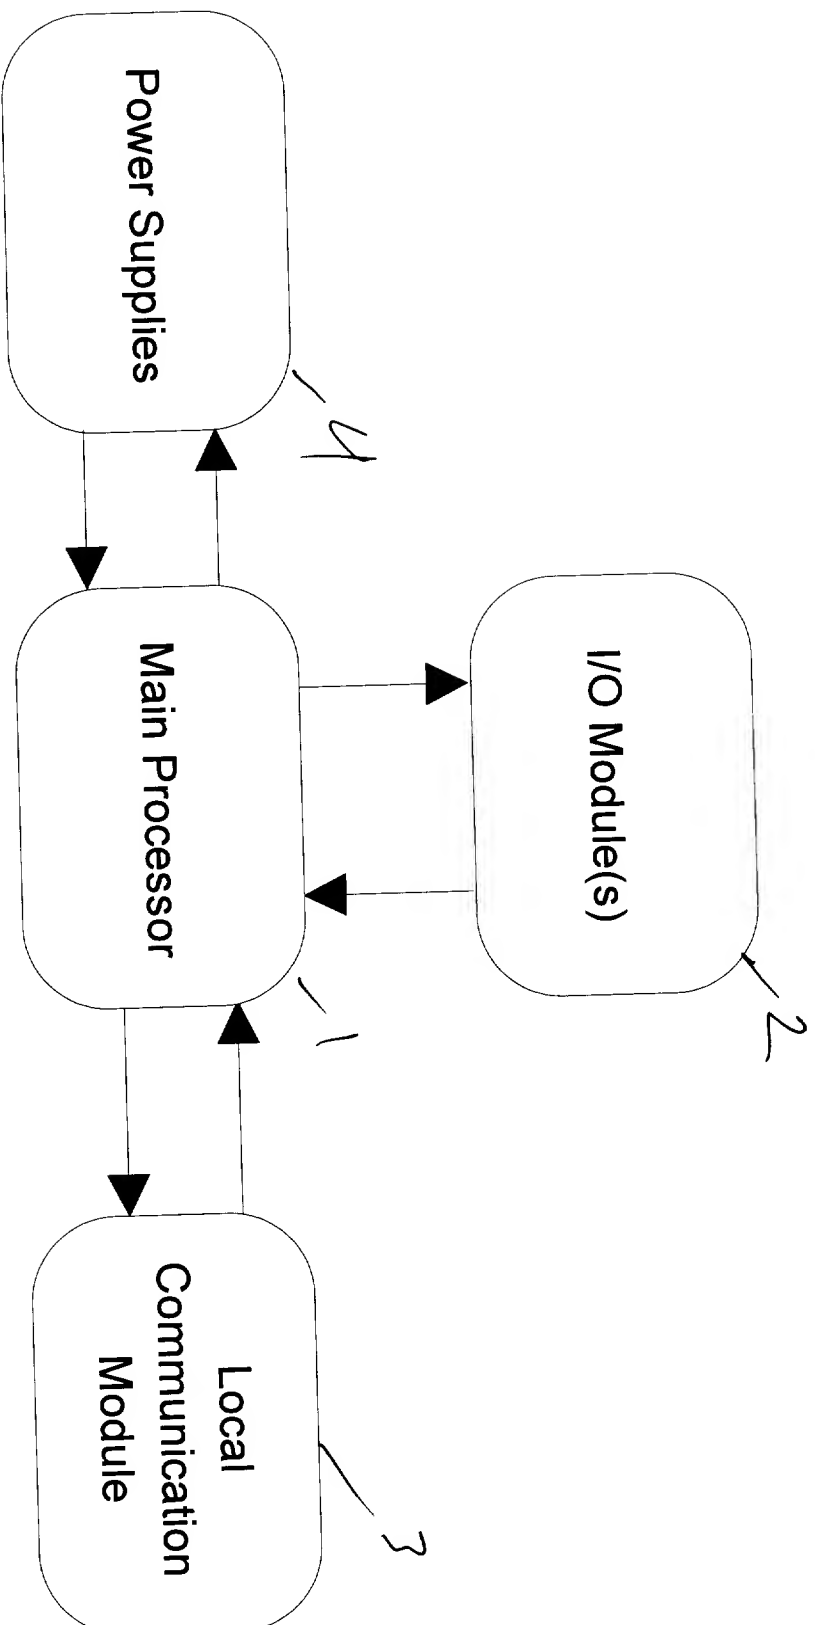 I/O Module(s)
2
Power Supplies
4
Main Processor
1
Local
Communication
Module
3